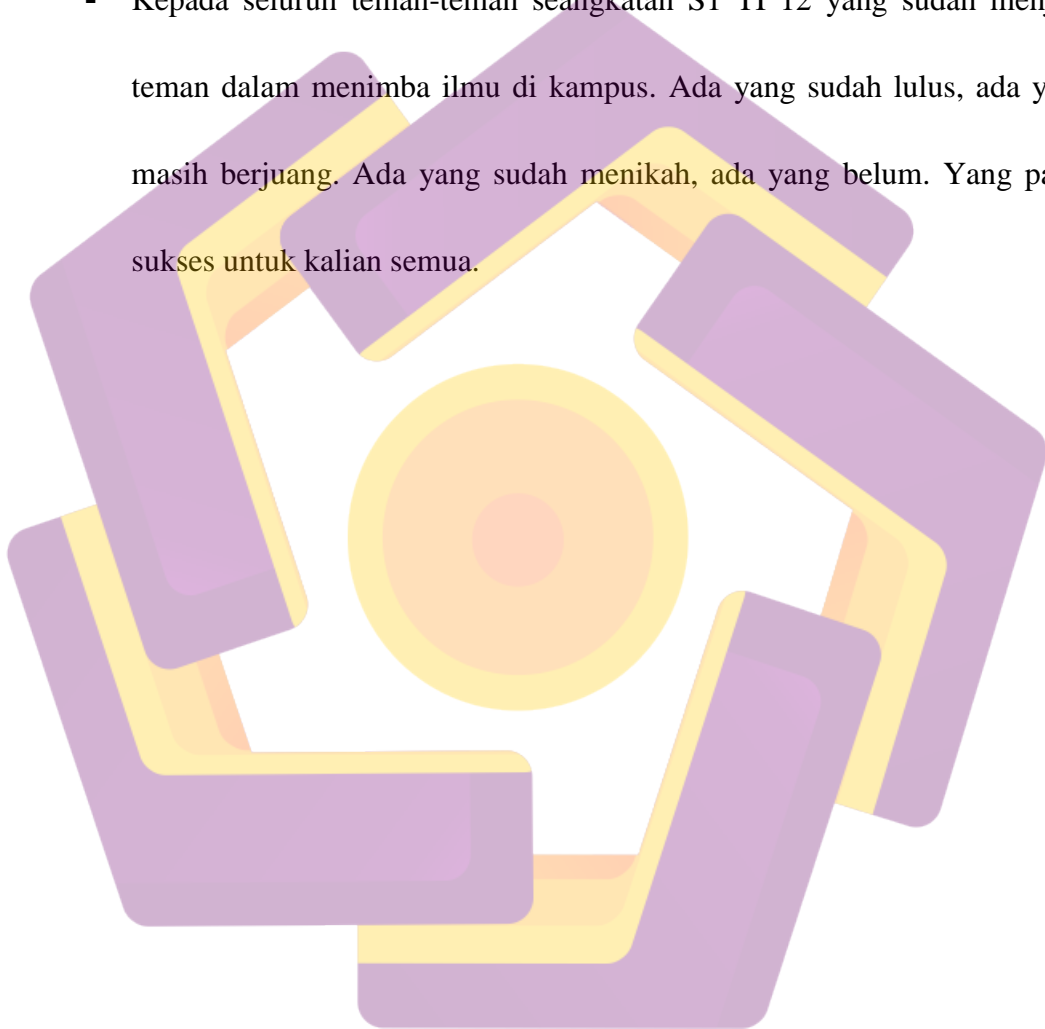 - Kepada seluruh teman-teman seangkatan S1 TI 12 yang sudah
teman dalam menimba ilmu di kampus. Ada yang sudah lulus, ada
masih berjuang. Ada yang sudah menikah, ada yang belum. Yang
sukses untuk kalian semua.